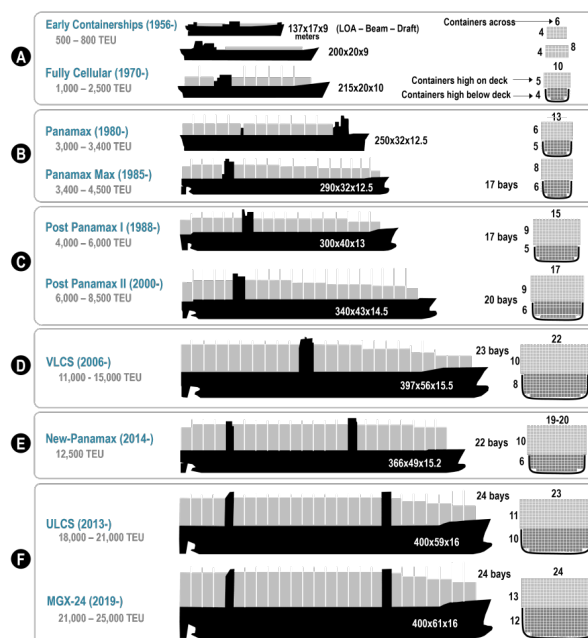 A
Early Containerships (1956-)
500 – 800 TEU
137x17x9 (LOA – Beam – Draft)
meters
200x20x9
Containers across 6
4
4 8
Fully Cellular (1970-)
1,000 – 2,500 TEU
215x20x10
10
Containers high on deck 5
Containers high below deck 4
B
Panamax (1980-)
3,000 – 3,400 TEU
250x32x12.5
13
6
5
Panamax Max (1985-)
3,400 – 4,500 TEU
290x32x12.5
17 bays
8
6
C
Post Panamax I (1988-)
4,000 – 6,000 TEU
300x40x13
17 bays
15
9
5
Post Panamax II (2000-)
6,000 – 8,500 TEU
340x43x14.5
20 bays
17
9
6
D
VLCS (2006-)
11,000 - 15,000 TEU
397x56x15.5
23 bays
22
10
8
E
New-Panamax (2014-)
12,500 TEU
366x49x15.2
22 bays
19-20
10
6
F
ULCS (2013-)
18,000 – 21,000 TEU
400x59x16
24 bays
23
11
10
MGX-24 (2019-)
21,000 – 25,000 TEU
400x61x16
24 bays
24
13
12